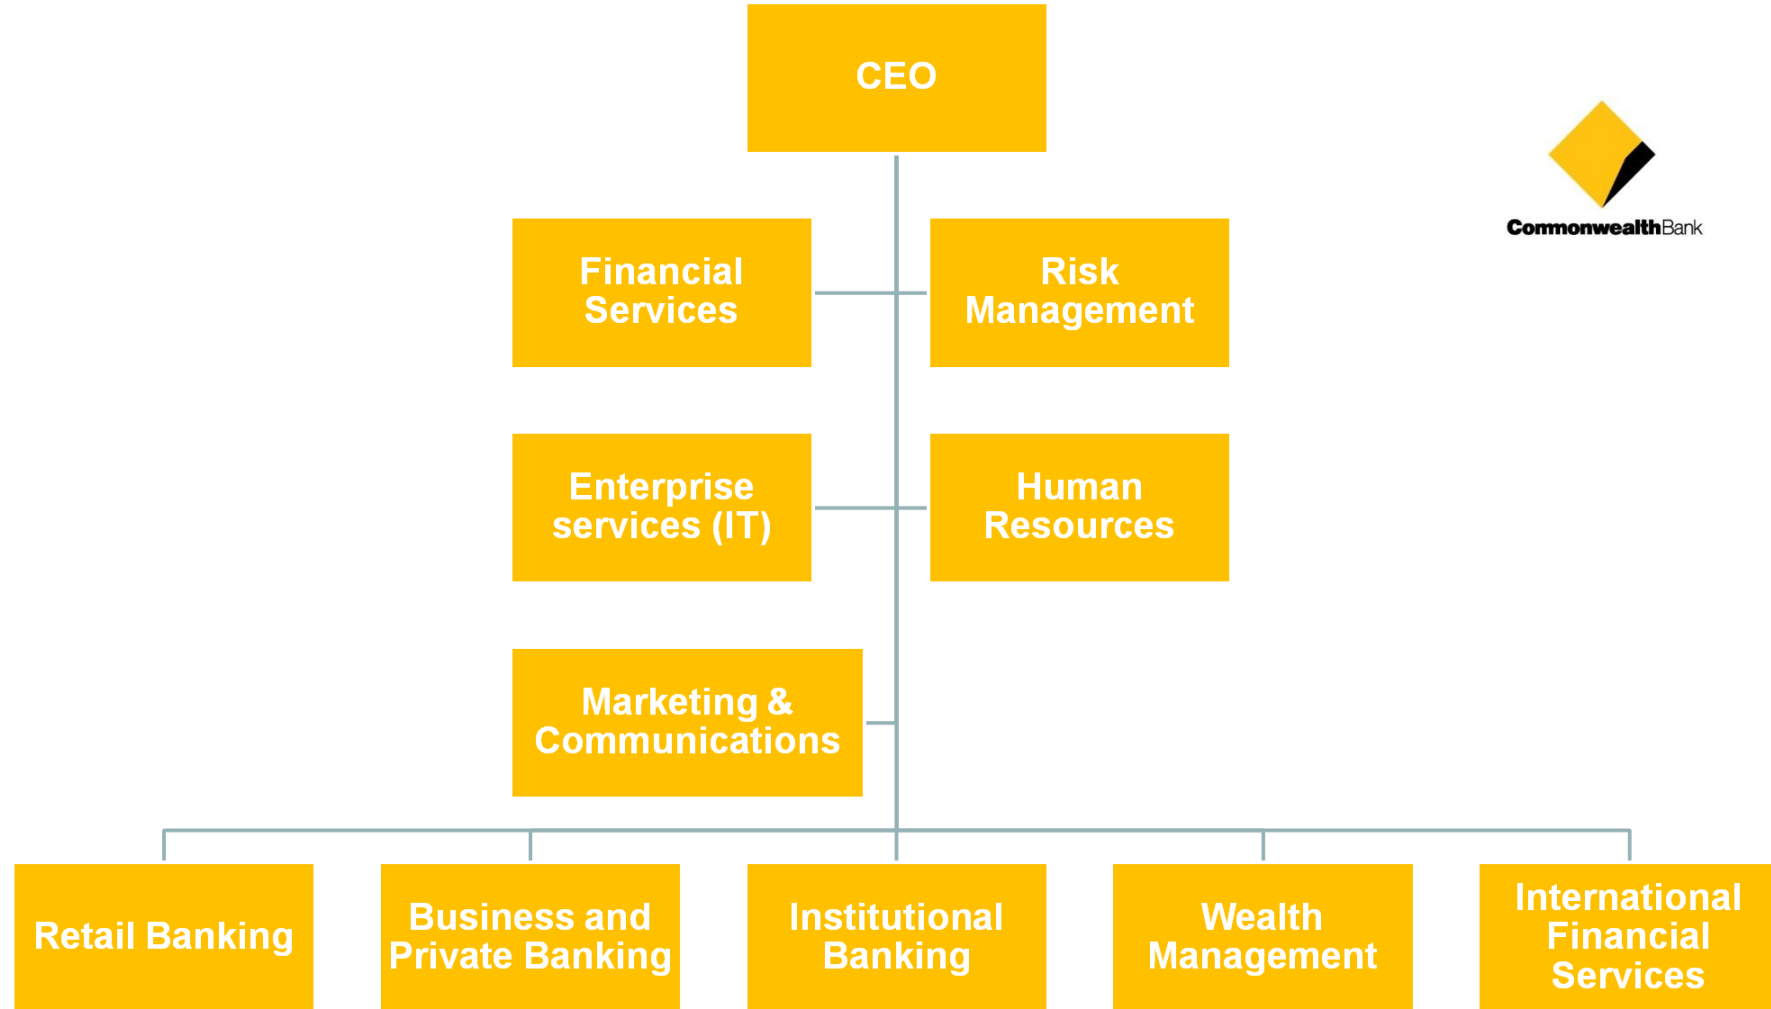 CEO
CommonwealthBank
Financial
Services
Risk
Management
Enterprise
services (IT)
Human
Resources
Marketing &
Communications
Retail Banking
Business and
Private Banking
Institutional
Banking
Wealth
Management
International
Financial
Services